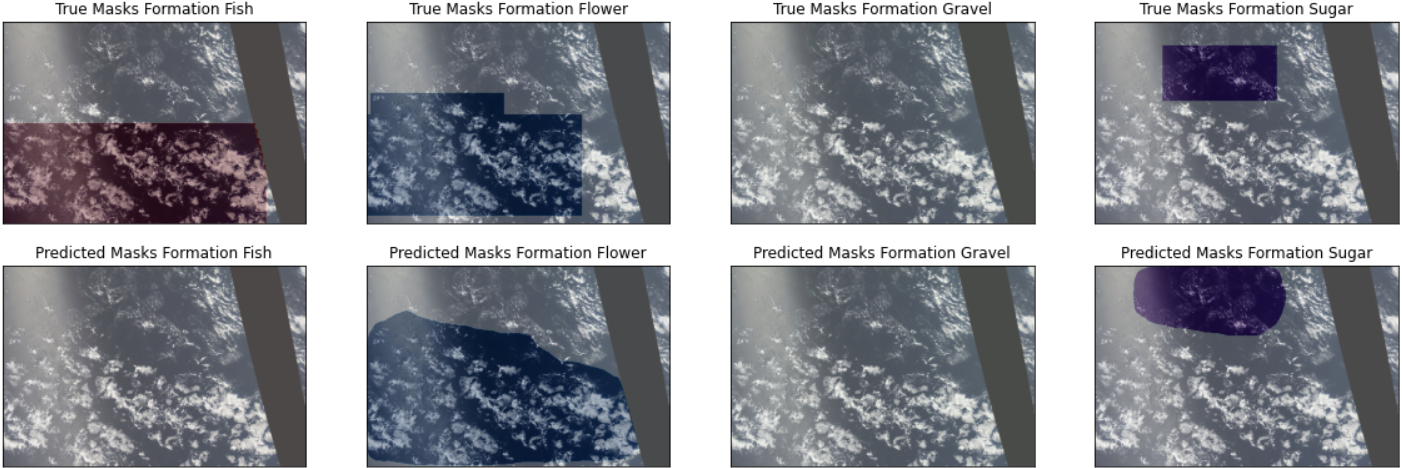 True Masks Formation Fish
True Masks Formation Flower
True Masks Formation Gravel
True Masks Formation Sugar
Predicted Masks Formation Fish
Predicted Masks Formation Flower
Predicted Masks Formation Gravel
Predicted Masks Formation Sugar